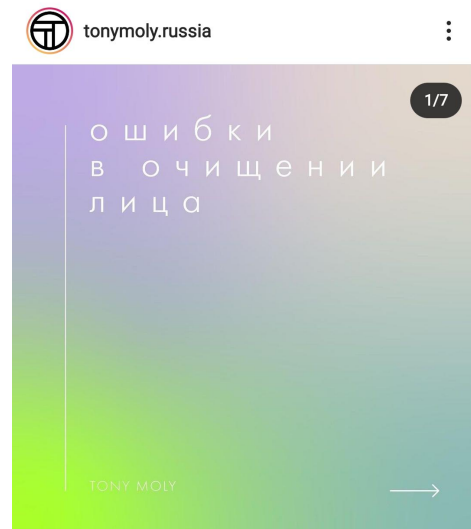 tonymoly.russia
1/7
ошибки
в очищении
лица
TONY MOLY